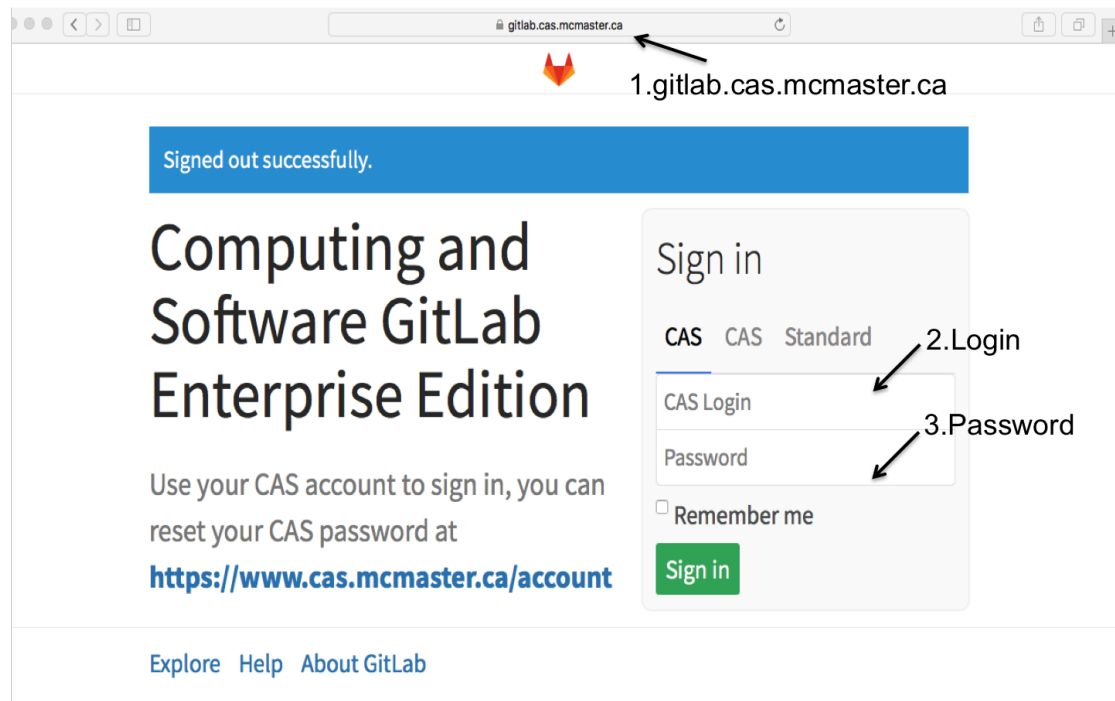 gitlab.cas.mcmaster.ca
1.gitlab.cas.mcmaster.ca
Signed out successfully.
Computing and
Software GitLab
Enterprise Edition
Use your CAS account to sign in, you can
reset your CAS password at
https://www.cas.mcmaster.ca/account
Sign in
CAS CAS Standard
2.Login
CAS Login
3.Password
Password
Remember me
Sign in
Explore Help About GitLab